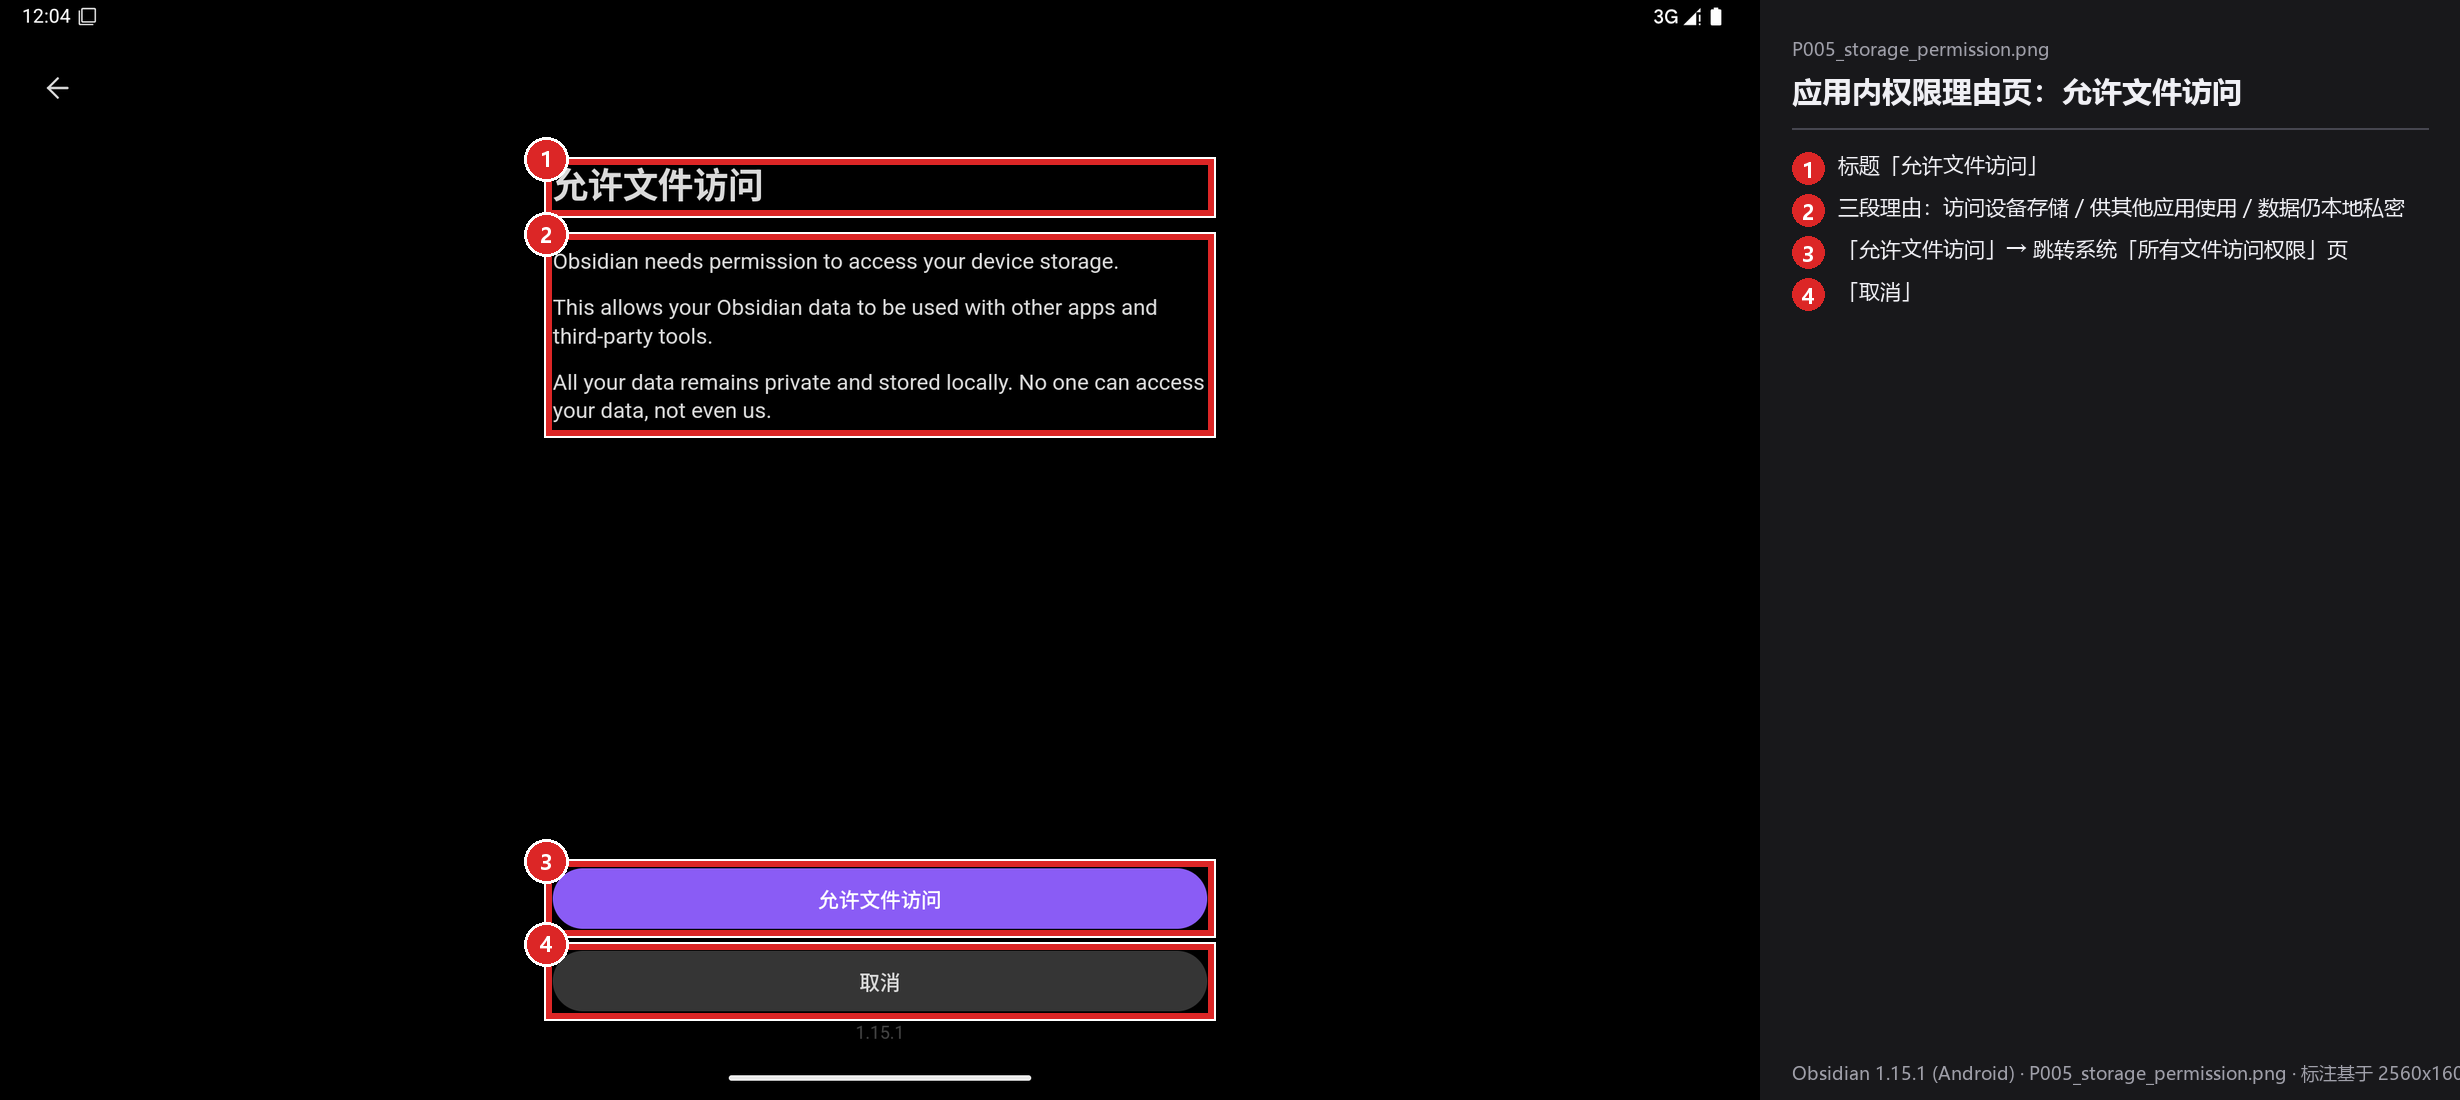 12:04
3G
1
允许文件访问
2
Obsidian needs permission to access your device storage.
This allows your Obsidian data to be used with other apps and
third-party tools.
All your data remains private and stored locally. No one can access
your data, not even us.
3
允许文件访问
4
取消
1.15.1
P005_storage_permission.png
应用内权限理由页：允许文件访问
1 标题「允许文件访问」
2 三段理由：访问设备存储 / 供其他应用使用 / 数据仍本地私密
3 「允许文件访问」→ 跳转系统「所有文件访问权限」页
4 「取消」
Obsidian 1.15.1 (Android) · P005_storage_permission.png · 标注基于 2560x160